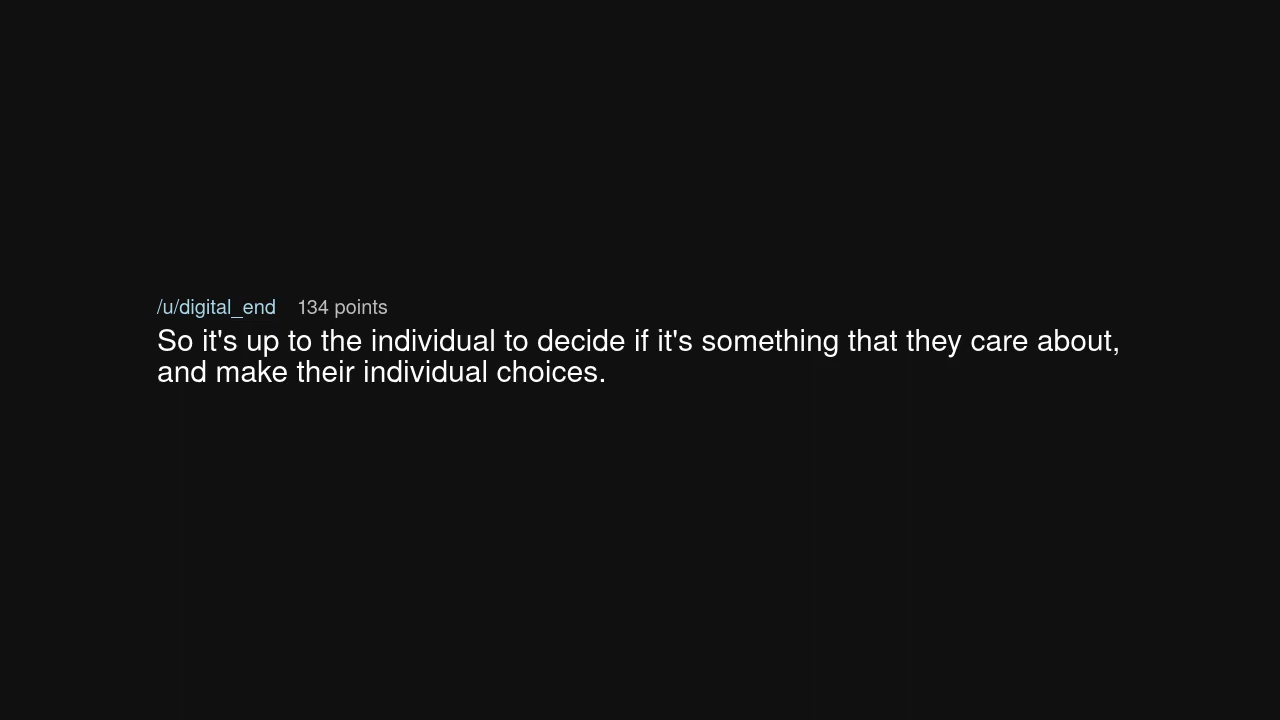 /u/digital_end 134 points
So it's up to the individual to decide if it's something that they care about,
and make their individual choices.